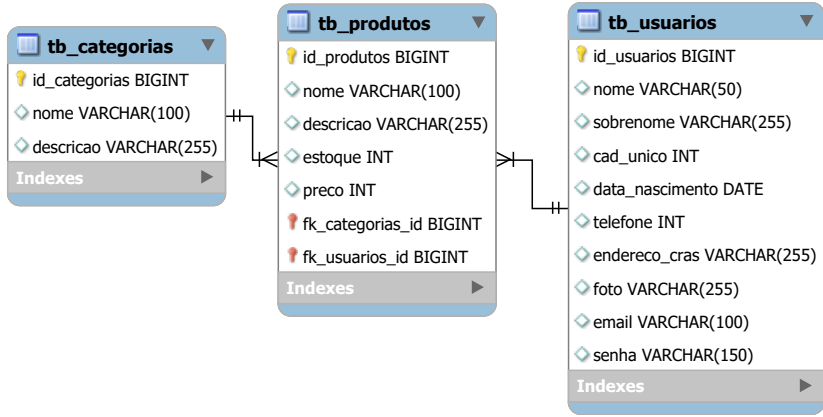 tb_categorias
id_categorias BIGINT
nome VARCHAR(100)
descricao VARCHAR(255)
Indexes
tb_produtos
id_produtos BIGINT
nome VARCHAR(100)
descricao VARCHAR(255)
estoque INT
preco INT
fk_categorias_id BIGINT
fk_usuarios_id BIGINT
Indexes
tb_usuarios
id_usuarios BIGINT
nome VARCHAR(50)
sobrenome VARCHAR(255)
cad_unico INT
data_nascimento DATE
telefone INT
endereco_cras VARCHAR(255)
foto VARCHAR(255)
email VARCHAR(100)
senha VARCHAR(150)
Indexes